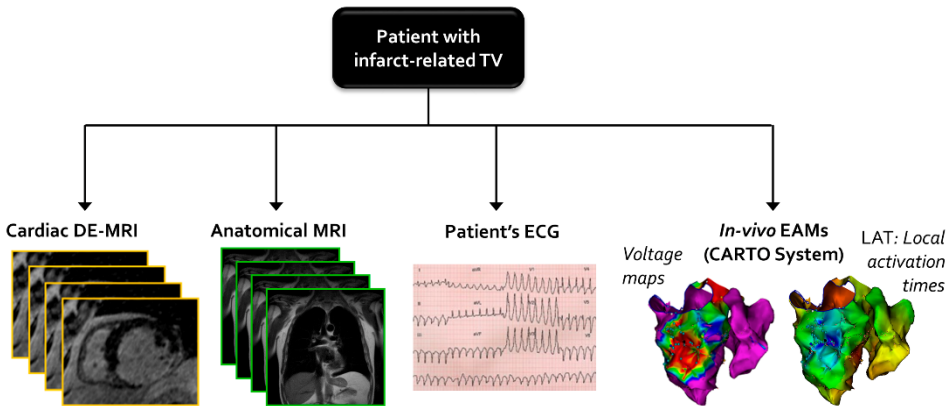 Patient with
infarct-related TV
Cardiac DE-MRI
Anatomical MRI
Patient's ECG
In-vivo EAMs
(CARTO System)
Voltage
maps
LAT: Local
activation
times